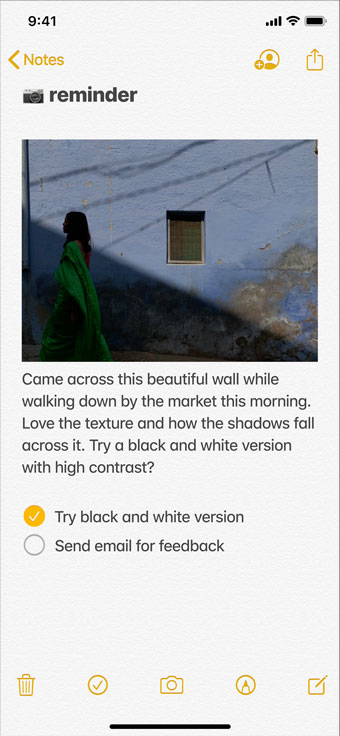 9:41
Notes
📷 reminder
Came across this beautiful wall while
walking down by the market this morning.
Love the texture and how the shadows fall
across it. Try a black and white version
with high contrast?
Try black and white version
Send email for feedback